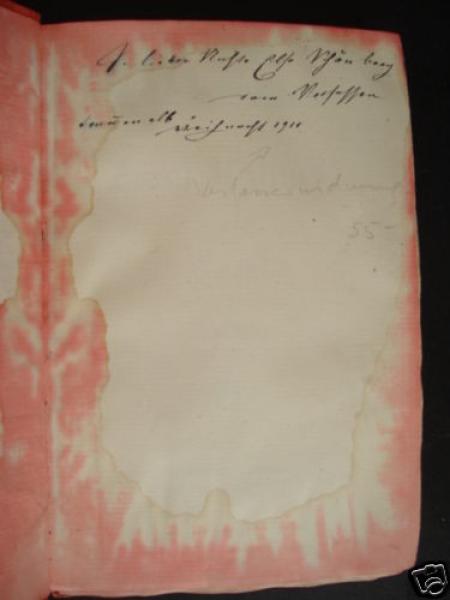 S. lieben Nichte Else Schönberg
vom Verfasser
Weihnacht 1911
Verfasserwidmung
55-